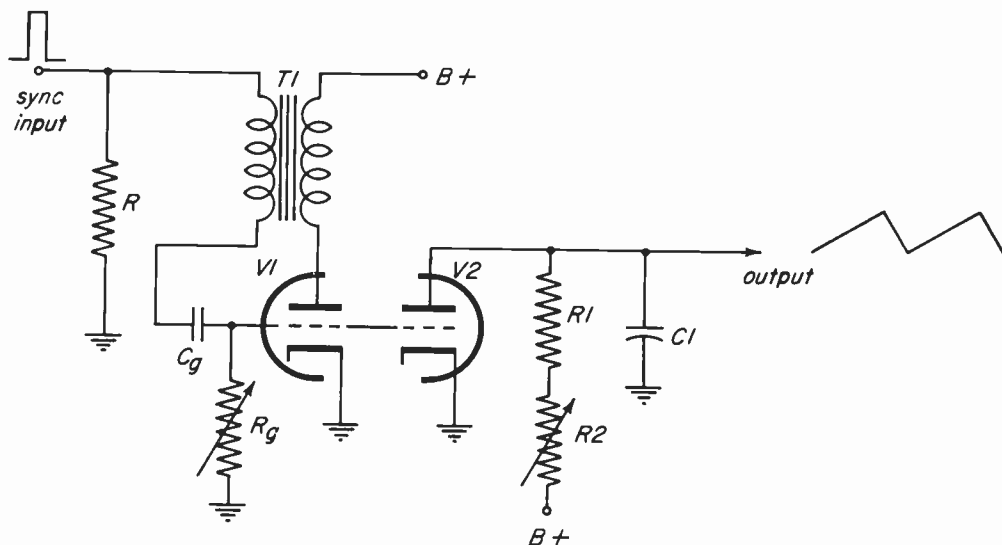 sync
input
T1
B+
R
V1
V2
output
R1
C1
Cg
Rg
R2
B+